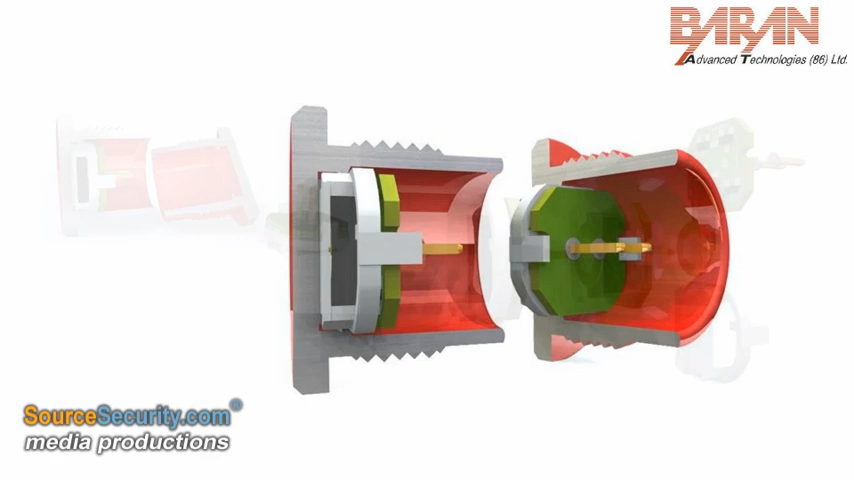 BARAN
Advanced Technologies (86) Ltd.
SourceSecurity.com®
media productions